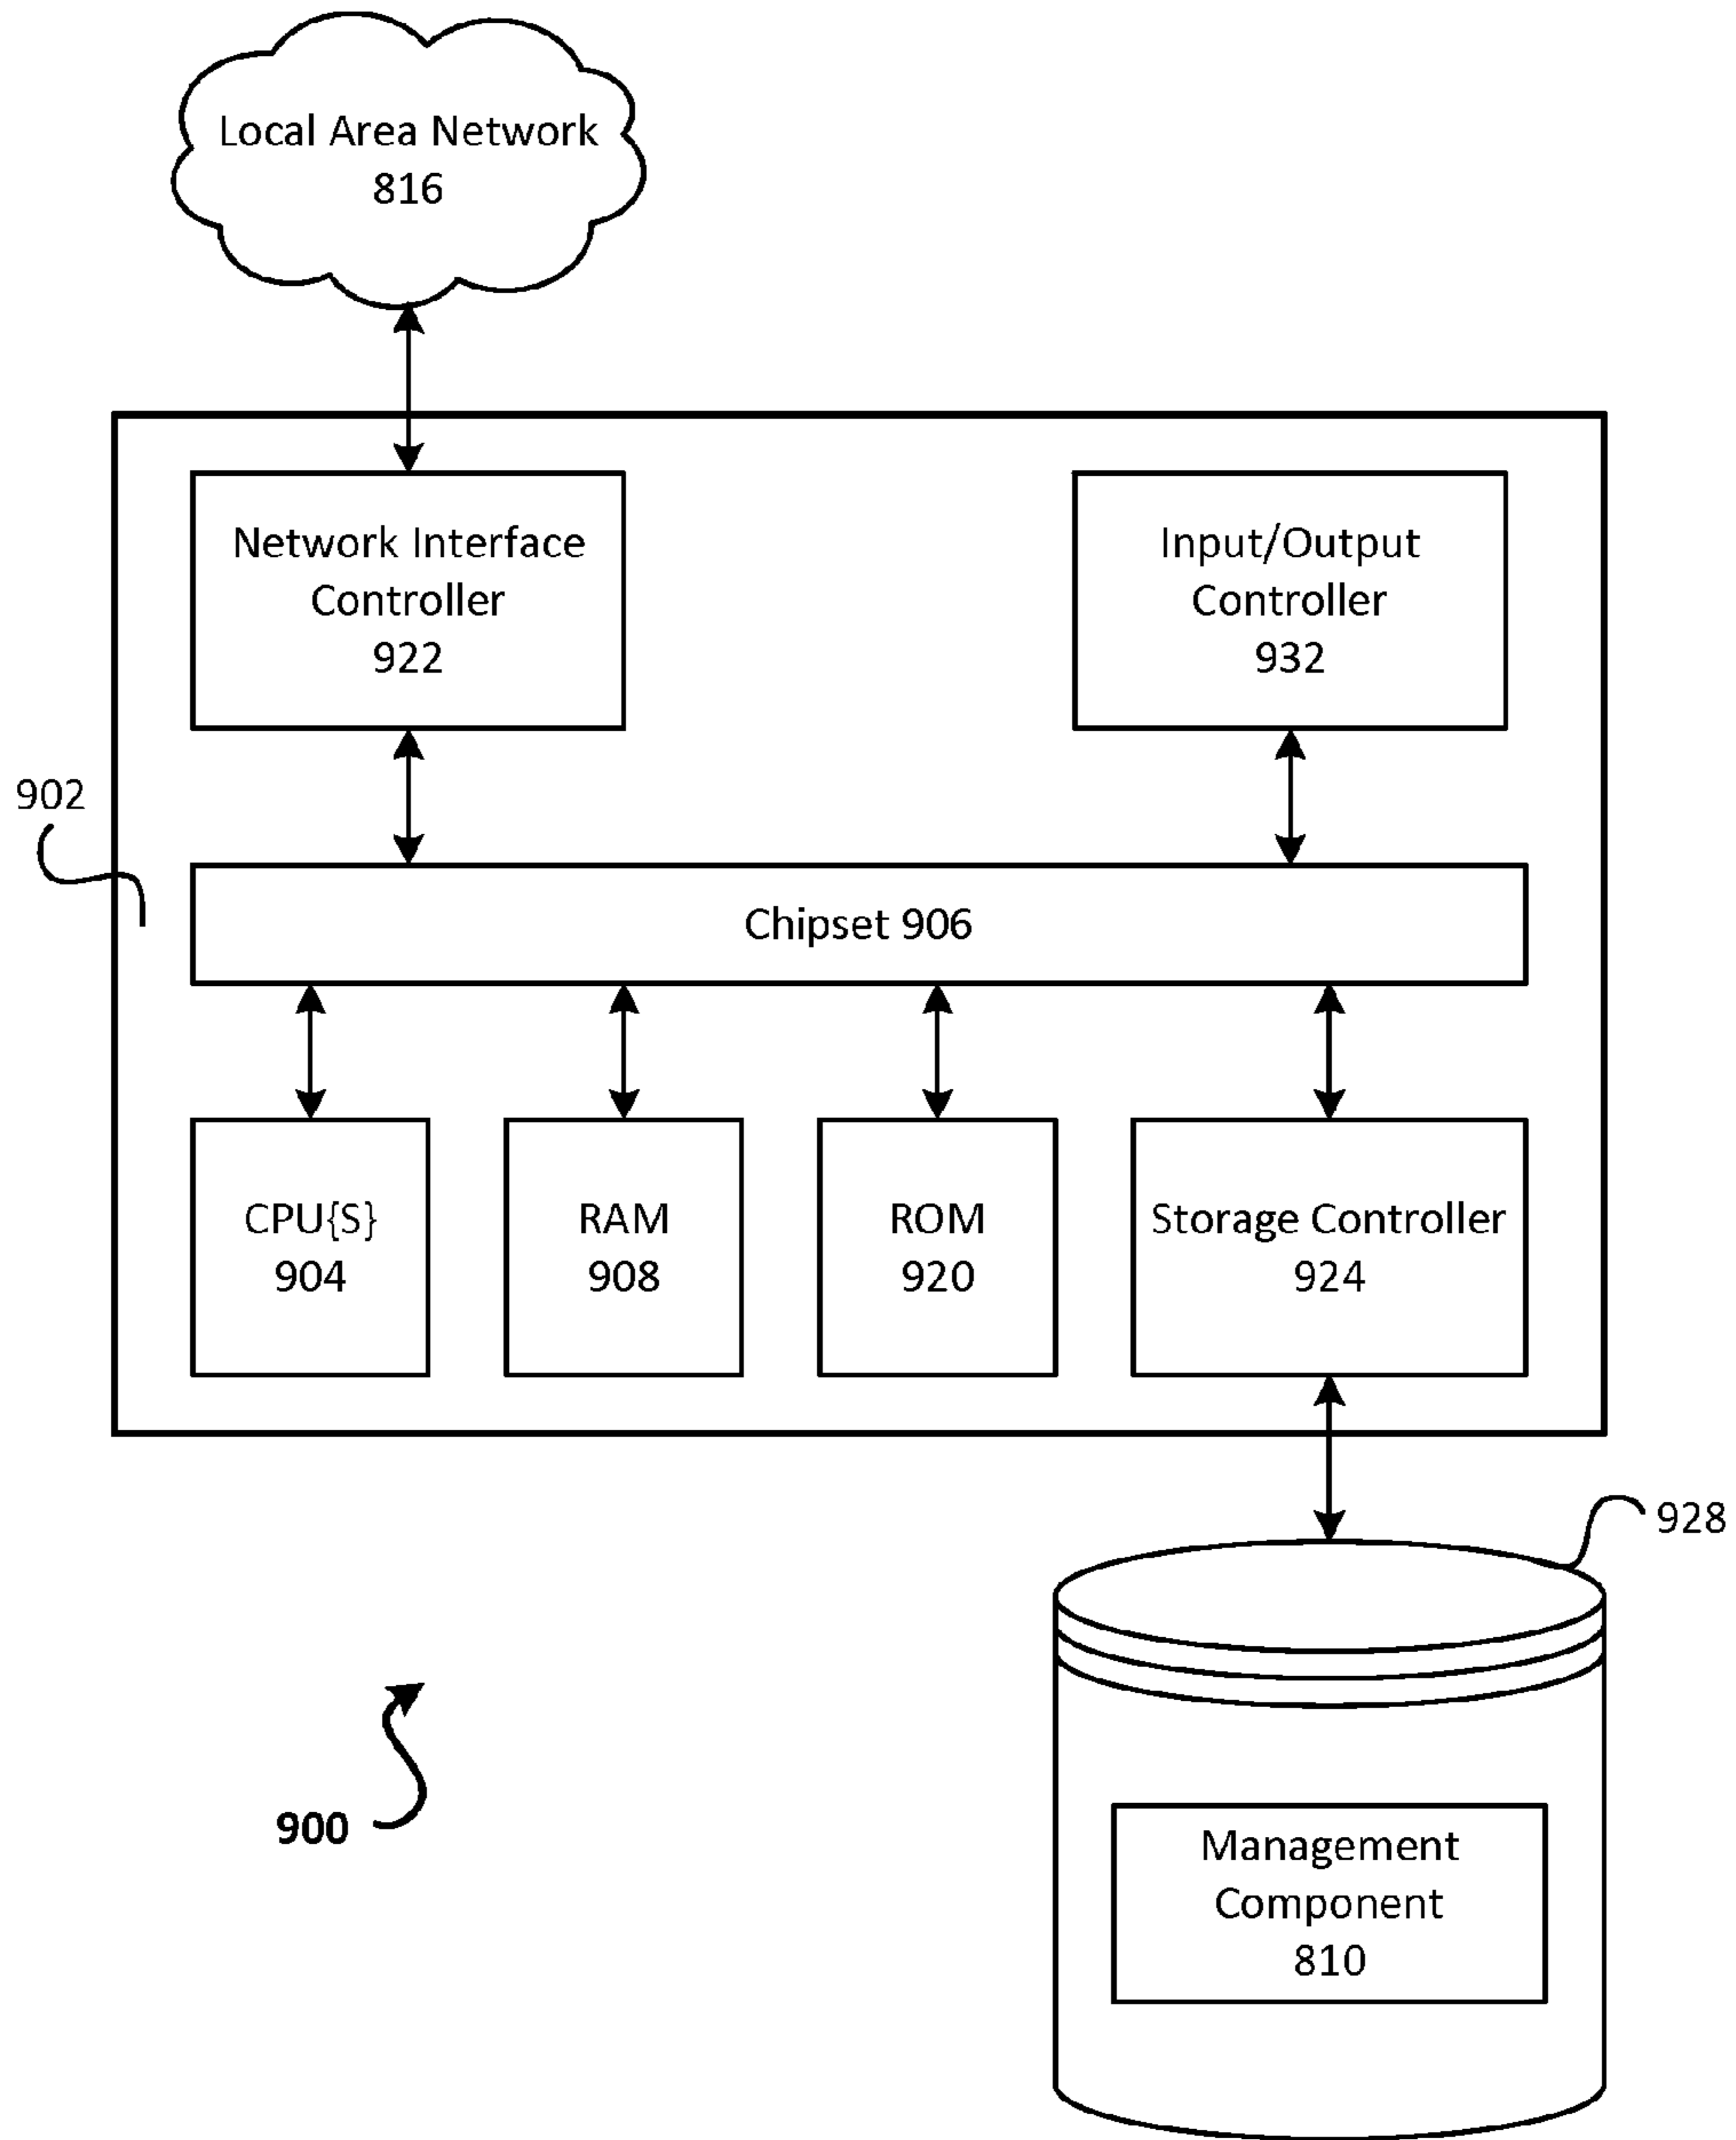 Local Area Network
816
Network Interface
Controller
922
Input/Output
Controller
932
902
Chipset 906
CPU{S}
904
RAM
908
ROM
920
Storage Controller
924
928
900
Management
Component
810